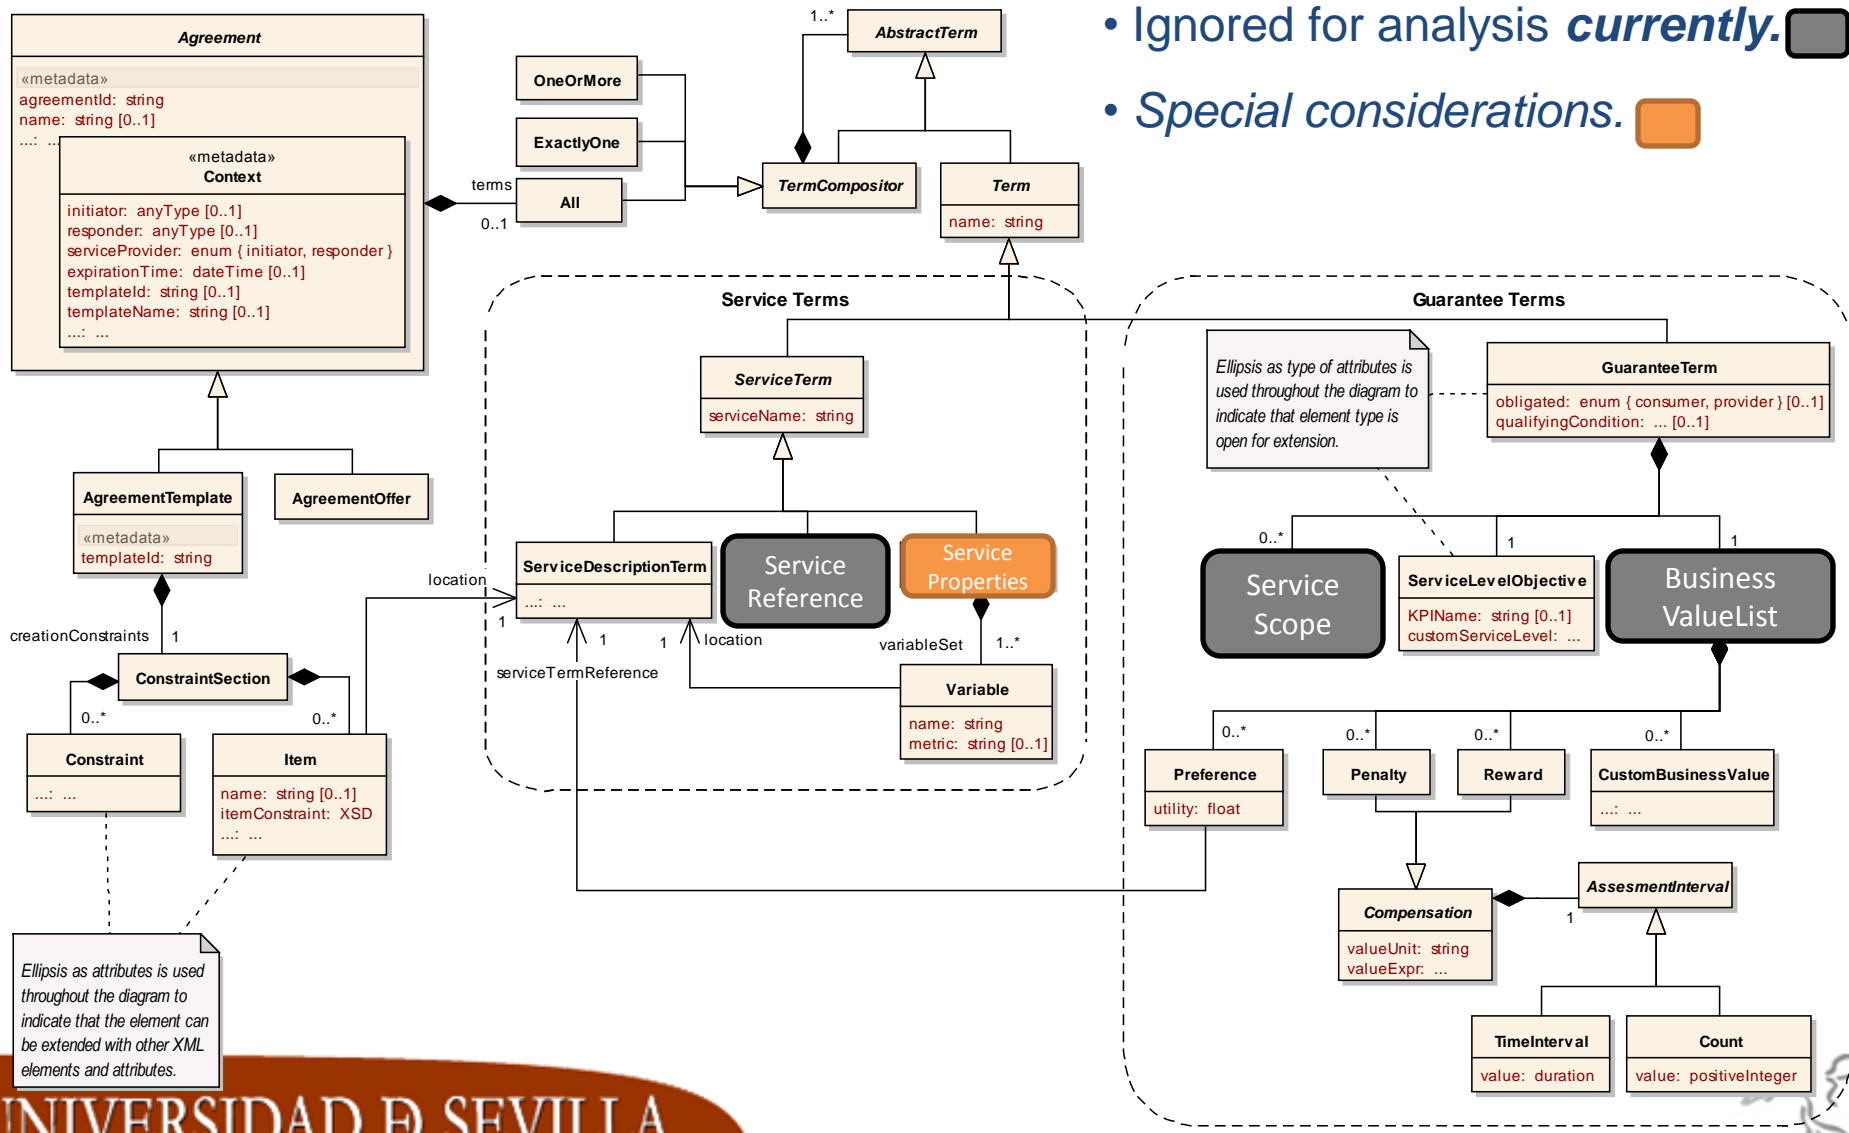 • Ignored for analysis currently.
• Special considerations.
Agreement
«metadata»
agreementId: string
name: string [0..1]
...: ...
«metadata»
Context
initiator: anyType [0..1]
responder: anyType [0..1]
serviceProvider: enum { initiator, responder }
expirationTime: dateTime [0..1]
templateId: string [0..1]
templateName: string [0..1]
...: ...
terms
0..1
OneOrMore
ExactlyOne
All
1..*
AbstractTerm
TermCompositor
Term
name: string
AgreementTemplate
«metadata»
templateId: string
AgreementOffer
creationConstraints
1
ConstraintSection
0..*
0..*
Constraint
...: ...
Item
name: string [0..1]
itemConstraint: XSD
...: ...
Ellipsis as attributes is used
throughout the diagram to
indicate that the element can
be extended with other XML
elements and attributes.
Service Terms
ServiceTerm
serviceName: string
location
1
ServiceDescriptionTerm
...: ...
Service
Reference
Service
Properties
1
serviceTermReference
1
location
variableSet
1..*
Variable
name: string
metric: string [0..1]
Guarantee Terms
Ellipsis as type of attributes is
used throughout the diagram to
indicate that element type is
open for extension.
GuaranteeTerm
obligated: enum { consumer, provider } [0..1]
qualifyingCondition: ... [0..1]
0..*
1
1
Service
Scope
ServiceLevelObjective
KPIName: string [0..1]
customServiceLevel: ...
Business
ValueList
0..*
0..*
0..*
0..*
Preference
utility: float
Penalty
Reward
CustomBusinessValue
...: ...
Compensation
valueUnit: string
valueExpr: ...
1
AssesmentInterval
TimeInterval
value: duration
Count
value: positiveInteger
UNIVERSIDAD Ð SEVILLA